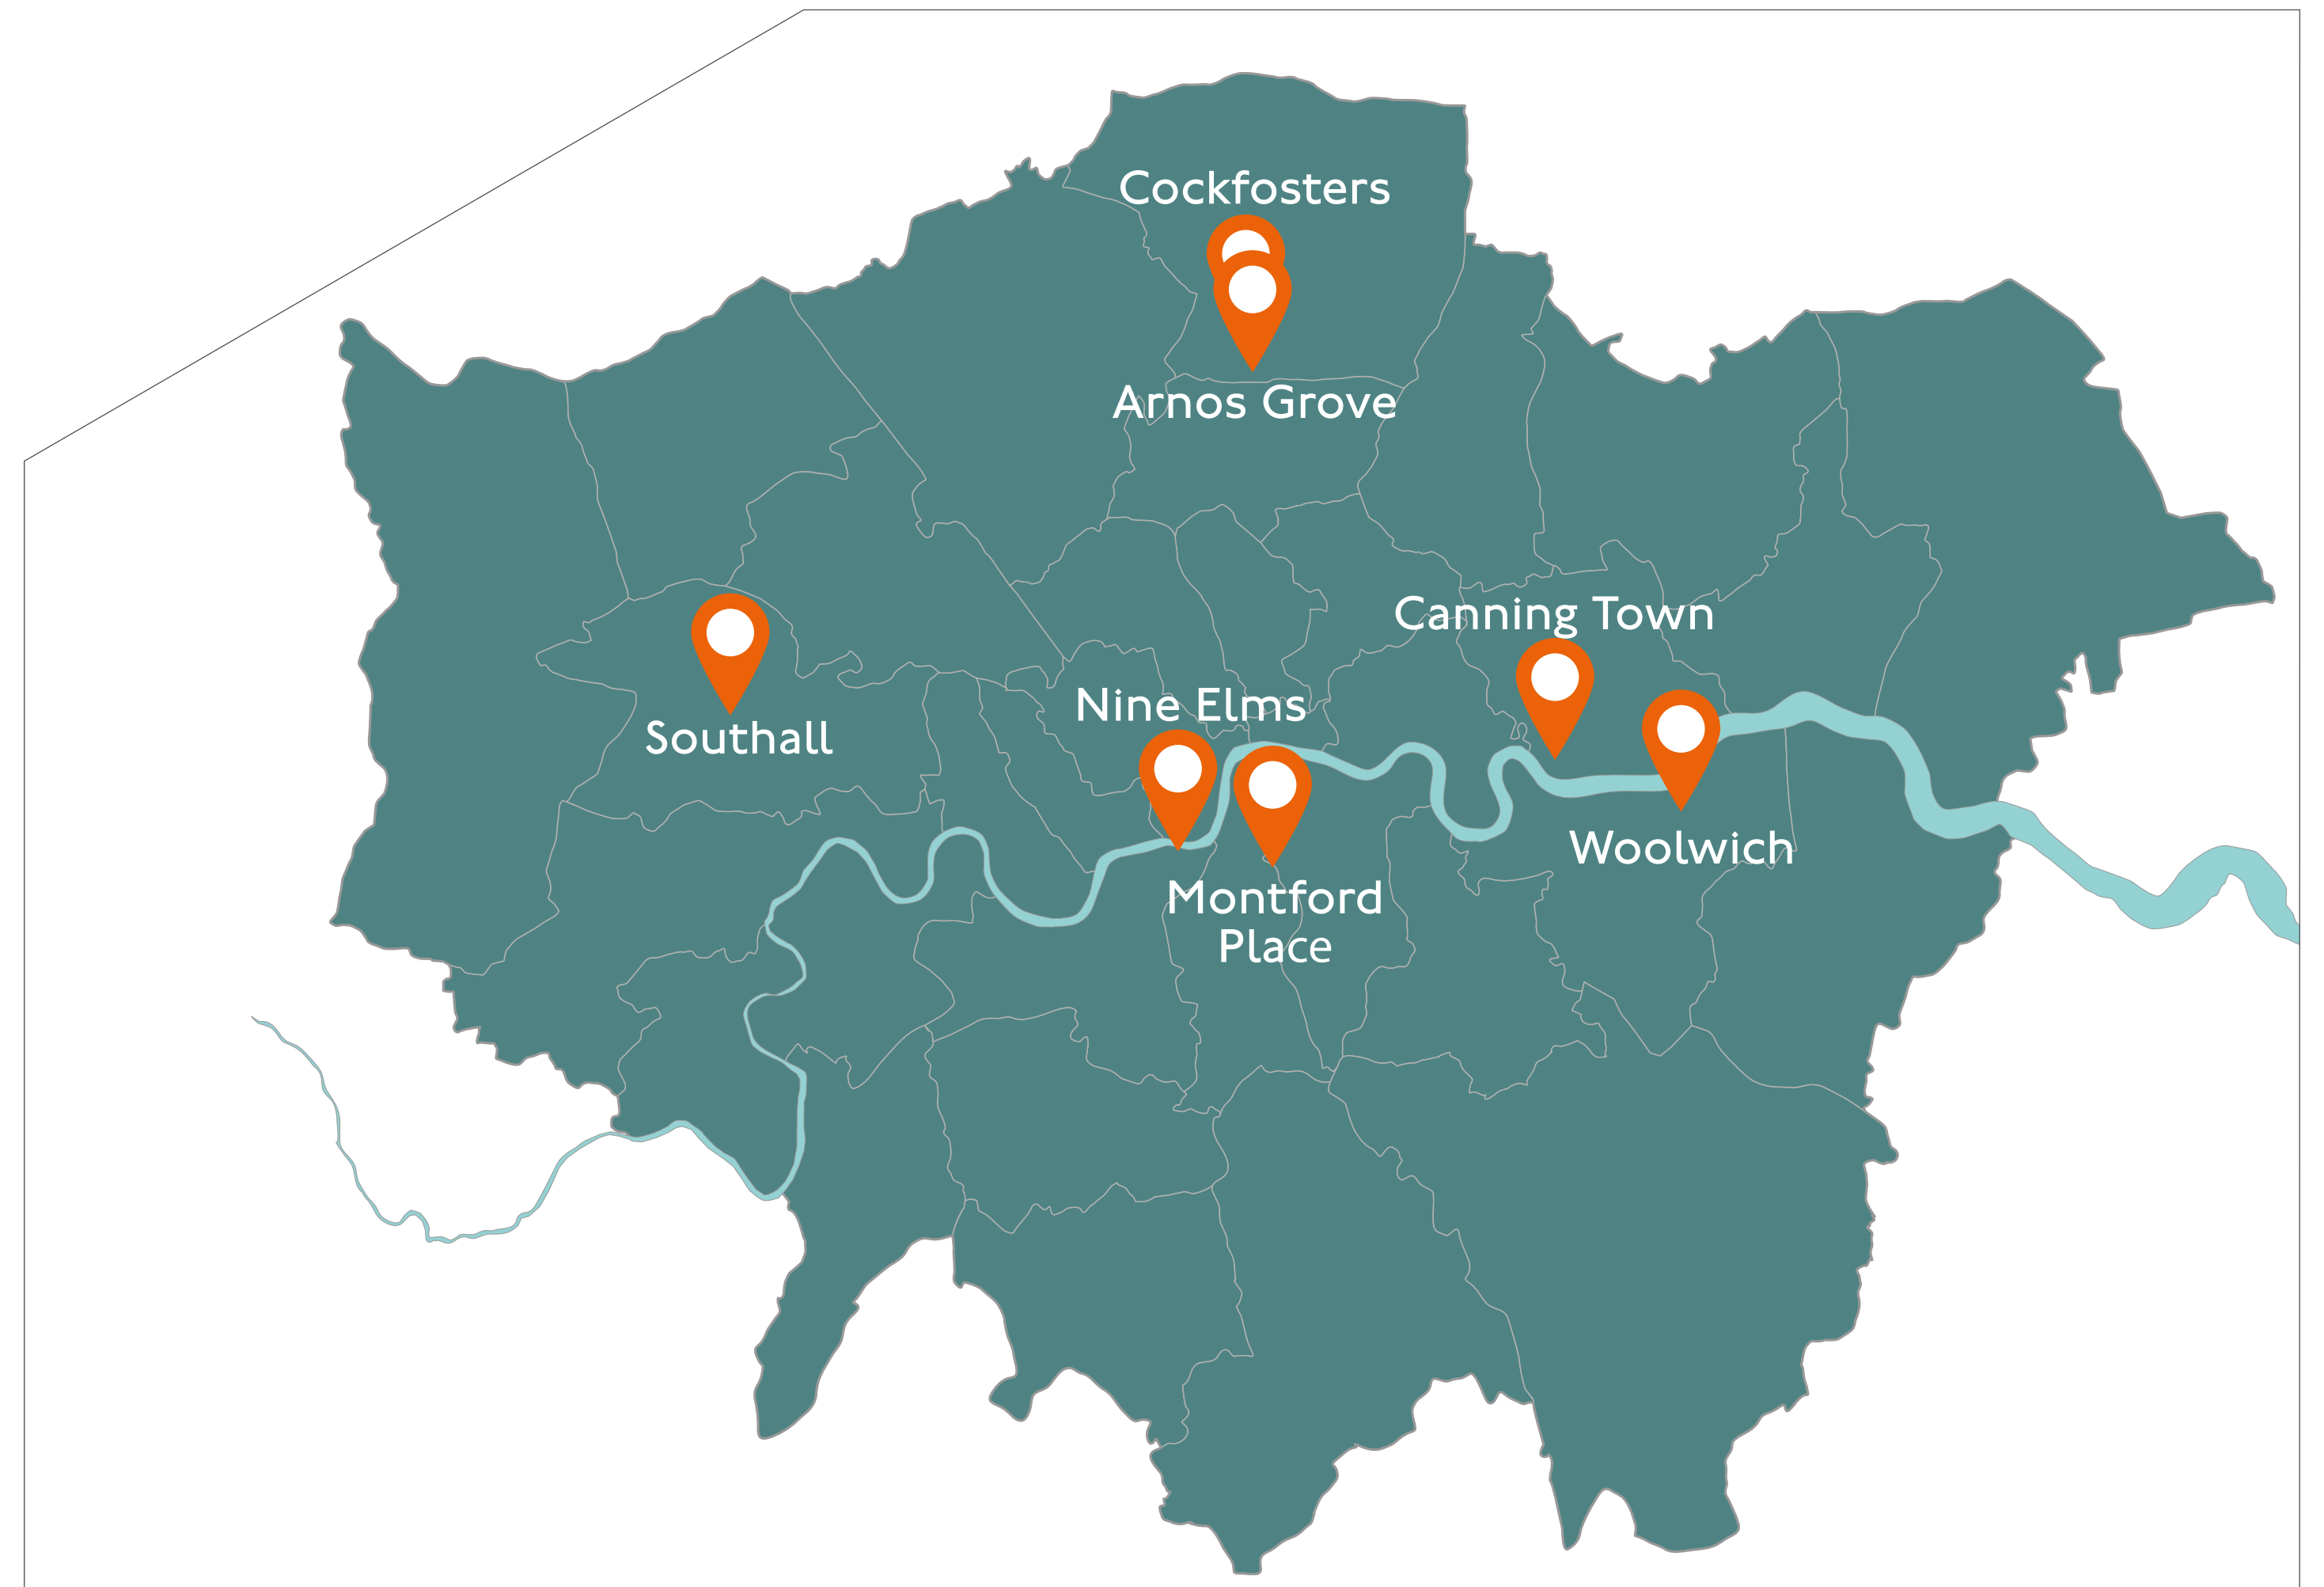 Cockfosters
Arnos Grove
Canning Town
Nine Elms
Southall
Woolwich
Montford
Place